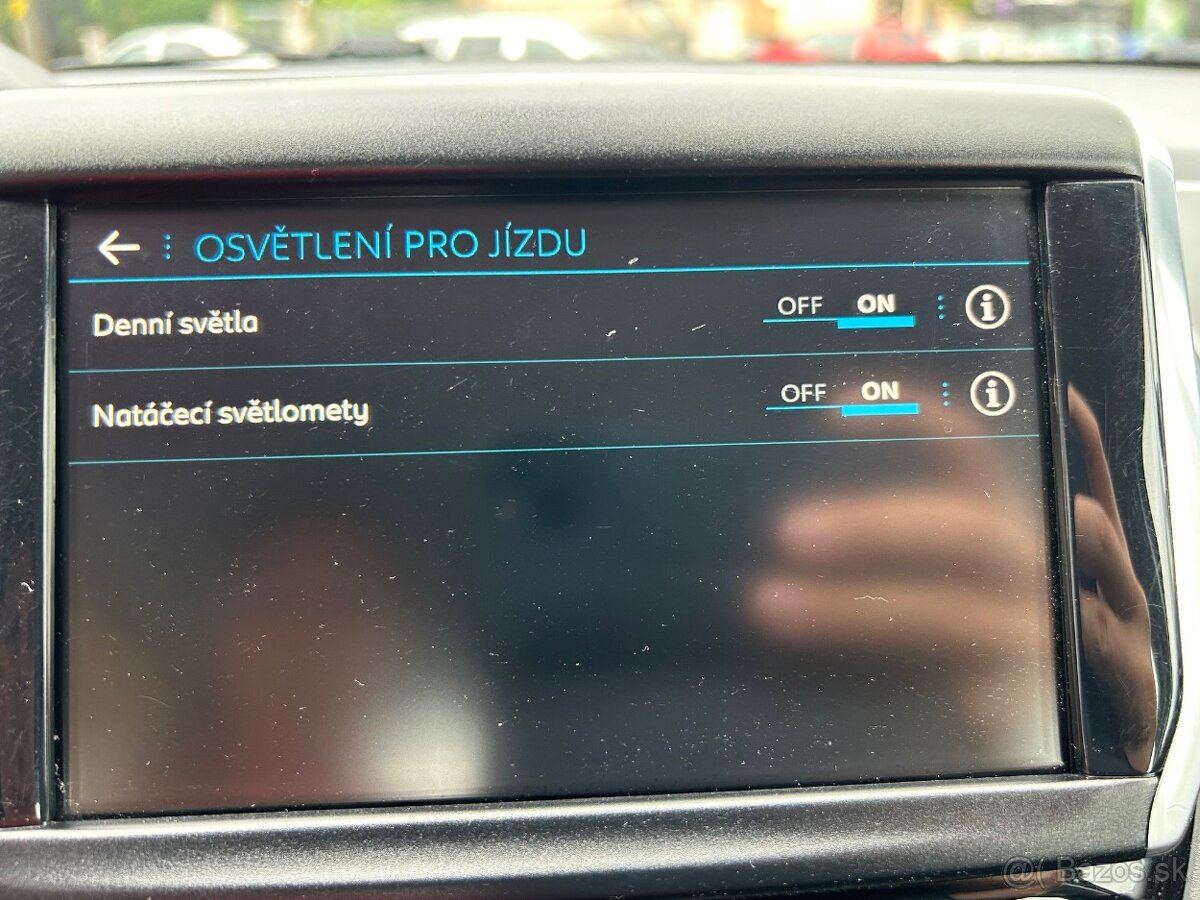 OSVĚTLENÍ PRO JÍZDU
Denní světla OFF ON
Natáčecí světlomety OFF ON
Bazos.sk